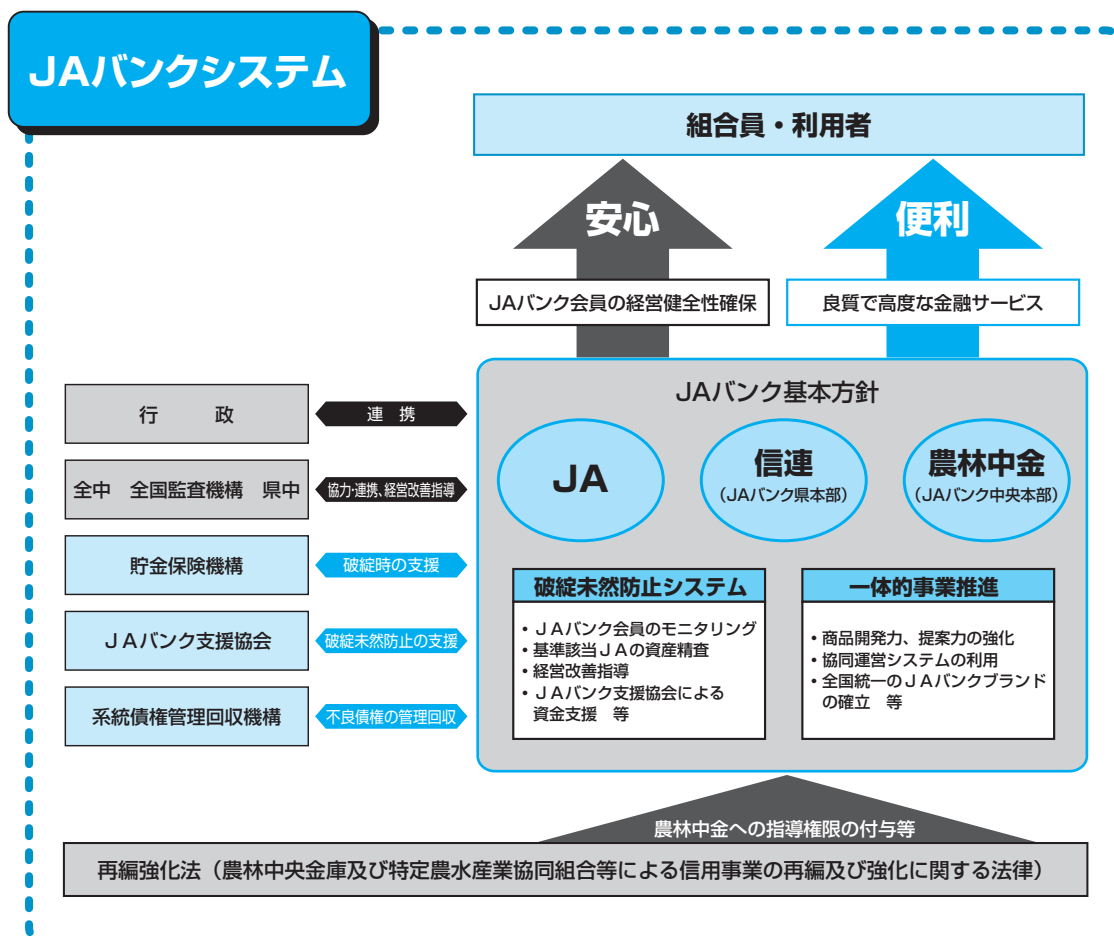 JAバンクシステム
組合員・利用者
安心
便利
JAバンク会員の経営健全性確保
良質で高度な金融サービス
JAバンク基本方針
行　　政
連　携
JA
信連
(JAバンク県本部)
農林中金
(JAバンク中央本部)
全中　全国監査機構　県中
協力・連携、経営改善指導
貯金保険機構
破綻時の支援
JAバンク支援協会
破綻未然防止の支援
系統債権管理回収機構
不良債権の管理回収
破綻未然防止システム
・JAバンク会員のモニタリング
・基準該当JAの資産精査
・経営改善指導
・JAバンク支援協会による
資金支援　等
一体的事業推進
・商品開発力、提案力の強化
・協同運営システムの利用
・全国統一のJAバンクブランド
の確立　等
農林中金への指導権限の付与等
再編強化法（農林中央金庫及び特定農水産業協同組合等による信用事業の再編及び強化に関する法律）